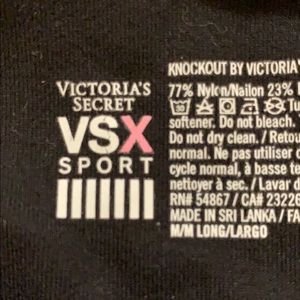 VICTORIA'S
SECRET
VSX
SPORT
KNOCKOUT BY VICTORIA'
77% Nylon/Nailon 23%
softener. Do not bleach.
Do not dry clean. / Retou
normal. Ne pas utiliser
cycle normal, à basse te
nettoyer à sec. / Lavar
RN# 54867 / CA# 23226
MADE IN SRI LANKA / FA
M/M LONG/LARGO